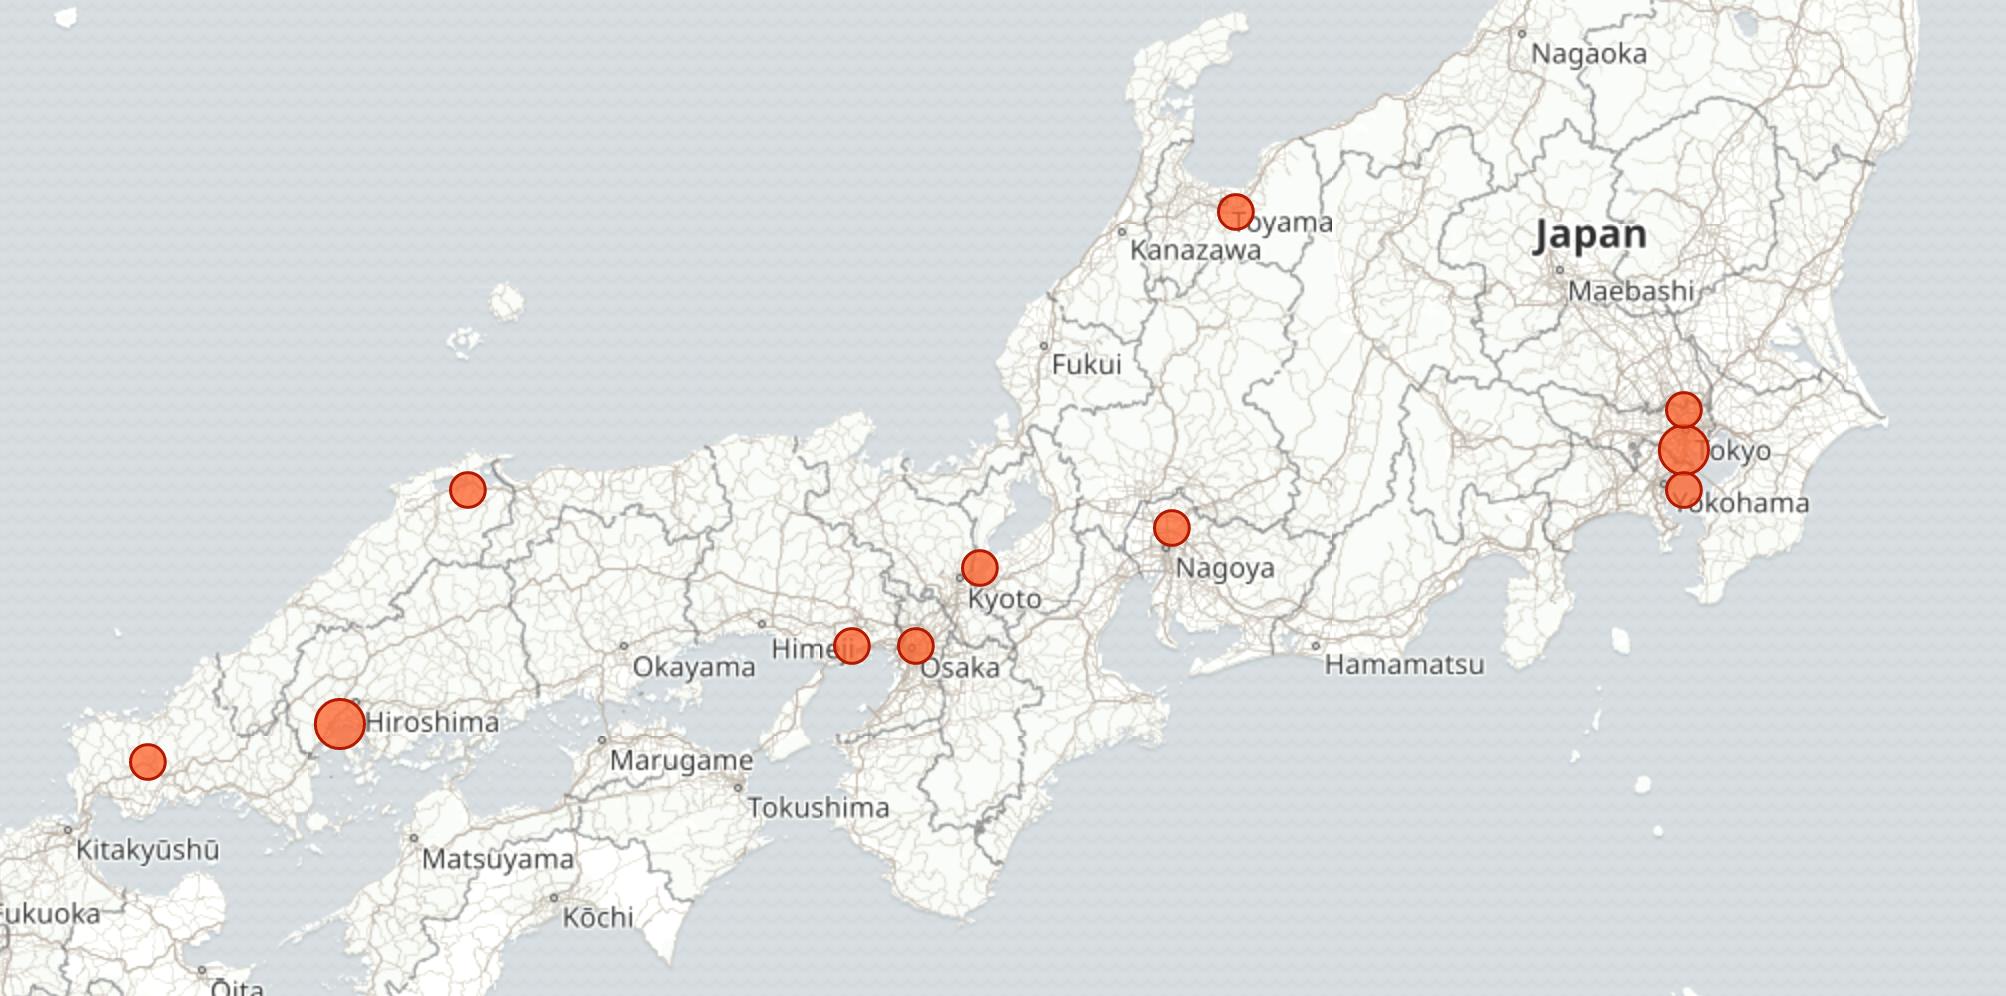 Nagaoka
Toyama
Kanazawa
Japan
Maebashi
Fukui
Tokyo
Yokohama
Nagoya
Kyoto
Himeji
Osaka
Okayama
Hamamatsu
Hiroshima
Marugame
Tokushima
Kitakyūshū
Matsuyama
ukuoka
Kōchi
Ōita